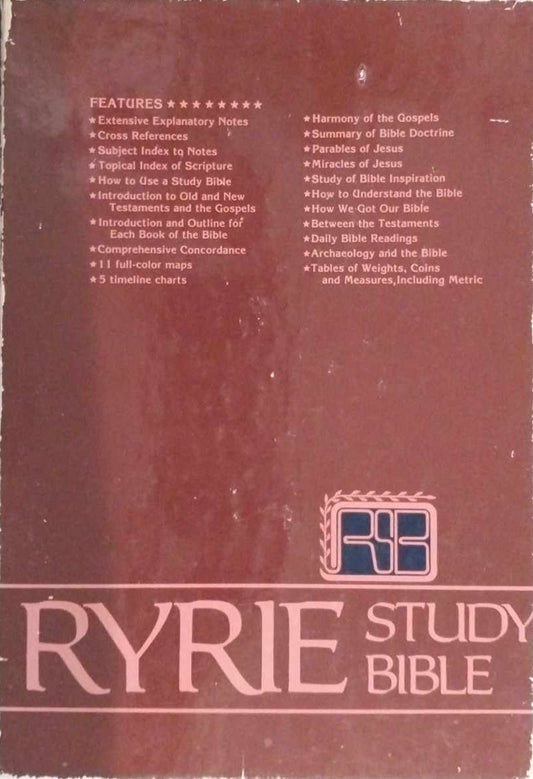 FEATURES ★ ★ ★ ★ ★ ★ ★ ★
★ Extensive Explanatory Notes
★ Cross References
★ Subject Index to Notes
★ Topical Index of Scripture
★ How to Use a Study Bible
★ Introduction to Old and New
Testaments and the Gospels
★ Introduction and Outline for
Each Book of the Bible
★ Comprehensive Concordance
★ 11 full-color maps
★ 5 timeline charts
★ Harmony of the Gospels
★ Summary of Bible Doctrine
★ Parables of Jesus
★ Miracles of Jesus
★ Study of Bible Inspiration
★ How to Understand the Bible
★ How We Got Our Bible
★ Between the Testaments
★ Daily Bible Readings
★ Archaeology and the Bible
★ Tables of Weights, Coins
and Measures, Including Metric
RSB
RYRIE STUDY
BIBLE